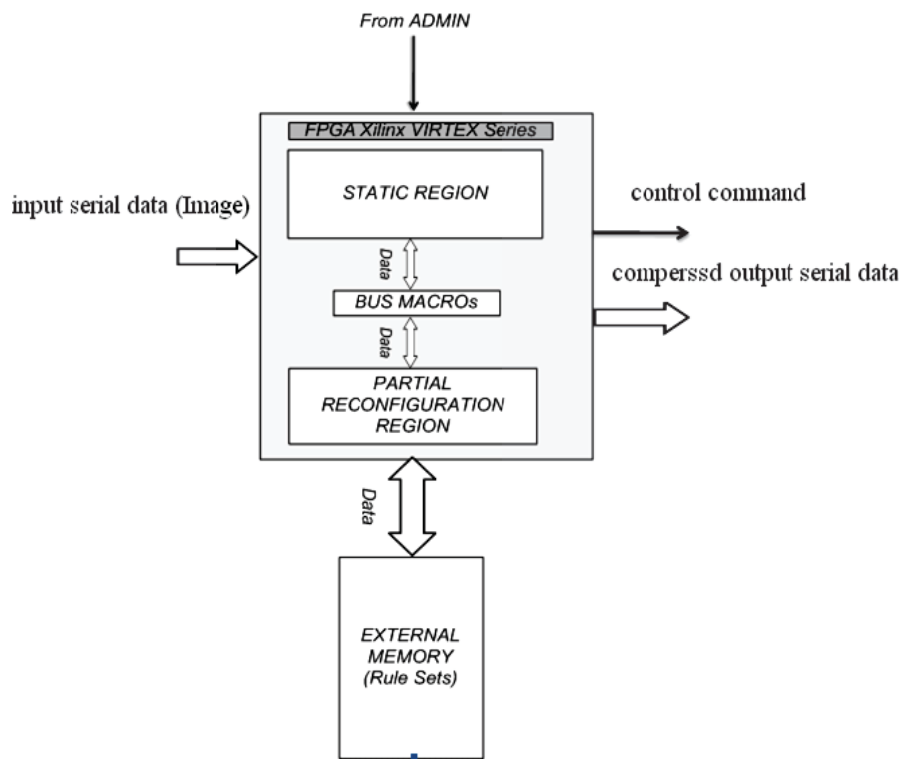 From ADMIN
FPGA Xilinx VIRTEX Series
STATIC REGION
input serial data (Image)
control command
Data
comperssd output serial data
BUS MACROs
Data
PARTIAL
RECONFIGURATION
REGION
Data
EXTERNAL
MEMORY
(Rule Sets)